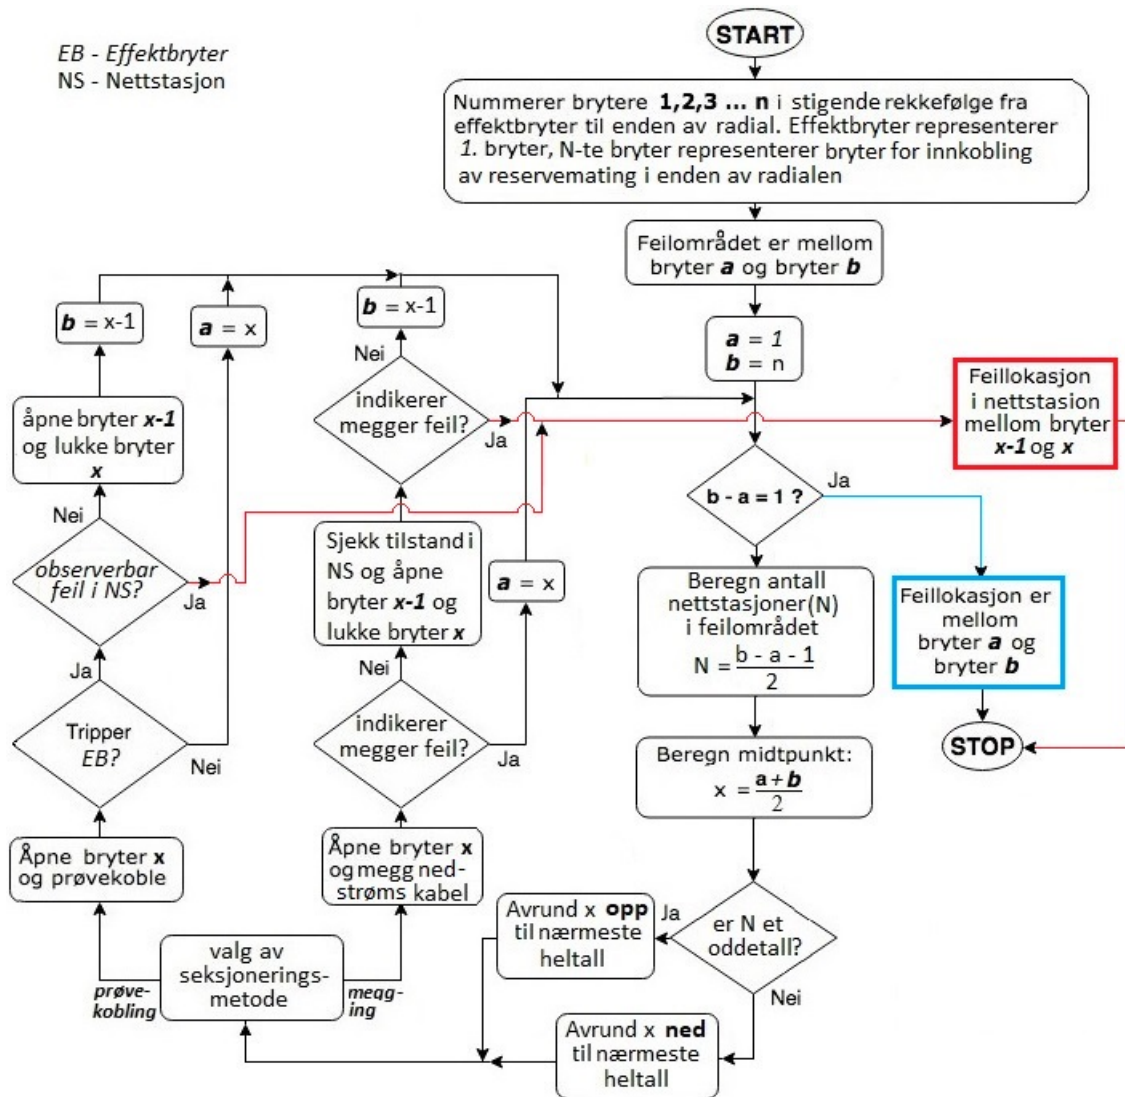 START
EB - Effektbryter
NS - Nettstasjon
Nummerer brytere 1,2,3 ... n i stigende rekkefølge fra
effektbryter til enden av radial. Effektbryter representerer
1. bryter, N-te bryter representerer bryter for innkobling
av reservemating i enden av radialen
Feilområdet er mellom
bryter a og bryter b
a = 1
b = n
b - a = 1 ?
Ja
Feillokasjon er
mellom
bryter a og
bryter b
STOP
Feillokasjon
i nettstasion
mellom bryter
x-1 og x
Beregn antall
nettstasjoner(N)
i feilområdet
N = b - a - 1
2
Beregn midtpunkt:
x = a + b
2
er N et
oddetall?
Ja
Avrund x opp
til nærmeste
heltall
Nei
Avrund x ned
til nærmeste
heltall
valg av
seksjonerings-
metode
prøve-
kobling
megg-
ing
Åpne bryter x
og prøvekoble
Tripper
EB?
Nei
Ja
observerbar
feil i NS?
Ja
Nei
åpne bryter x-1
og lukke bryter
x
b = x-1
a = x
Åpne bryter x
og megg ned-
strøms kabel
indikerer
megger feil?
Ja
a = x
Nei
Sjekk tilstand i
NS og åpne
bryter x-1 og
lukke bryter x
indikerer
megger feil?
Ja
Nei
b = x-1